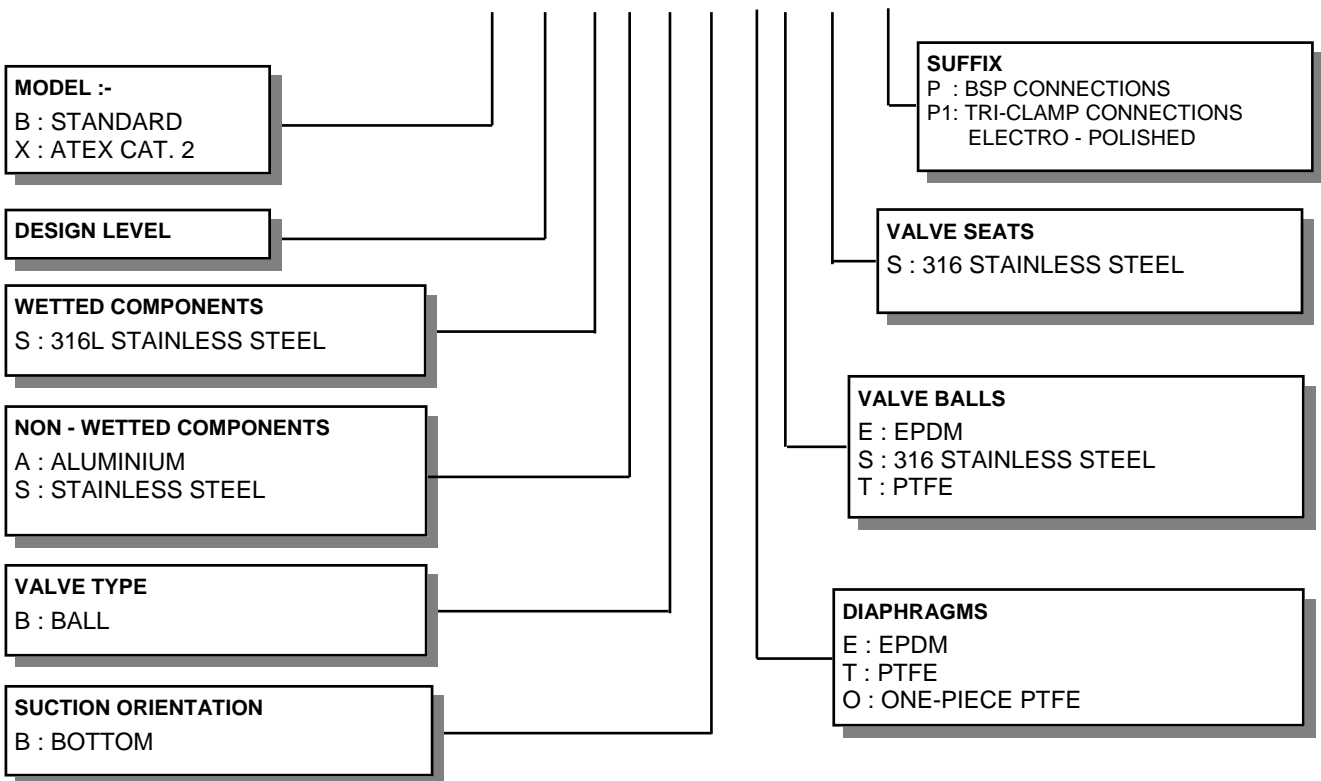 MODEL :-
B : STANDARD
X : ATEX CAT. 2
DESIGN LEVEL
WETTED COMPONENTS
S : 316L STAINLESS STEEL
NON - WETTED COMPONENTS
A : ALUMINIUM
S : STAINLESS STEEL
VALVE TYPE
B : BALL
SUCTION ORIENTATION
B : BOTTOM
SUFFIX
P : BSP CONNECTIONS
P1: TRI-CLAMP CONNECTIONS
ELECTRO - POLISHED
VALVE SEATS
S : 316 STAINLESS STEEL
VALVE BALLS
E : EPDM
S : 316 STAINLESS STEEL
T : PTFE
DIAPHRAGMS
E : EPDM
T : PTFE
O : ONE-PIECE PTFE